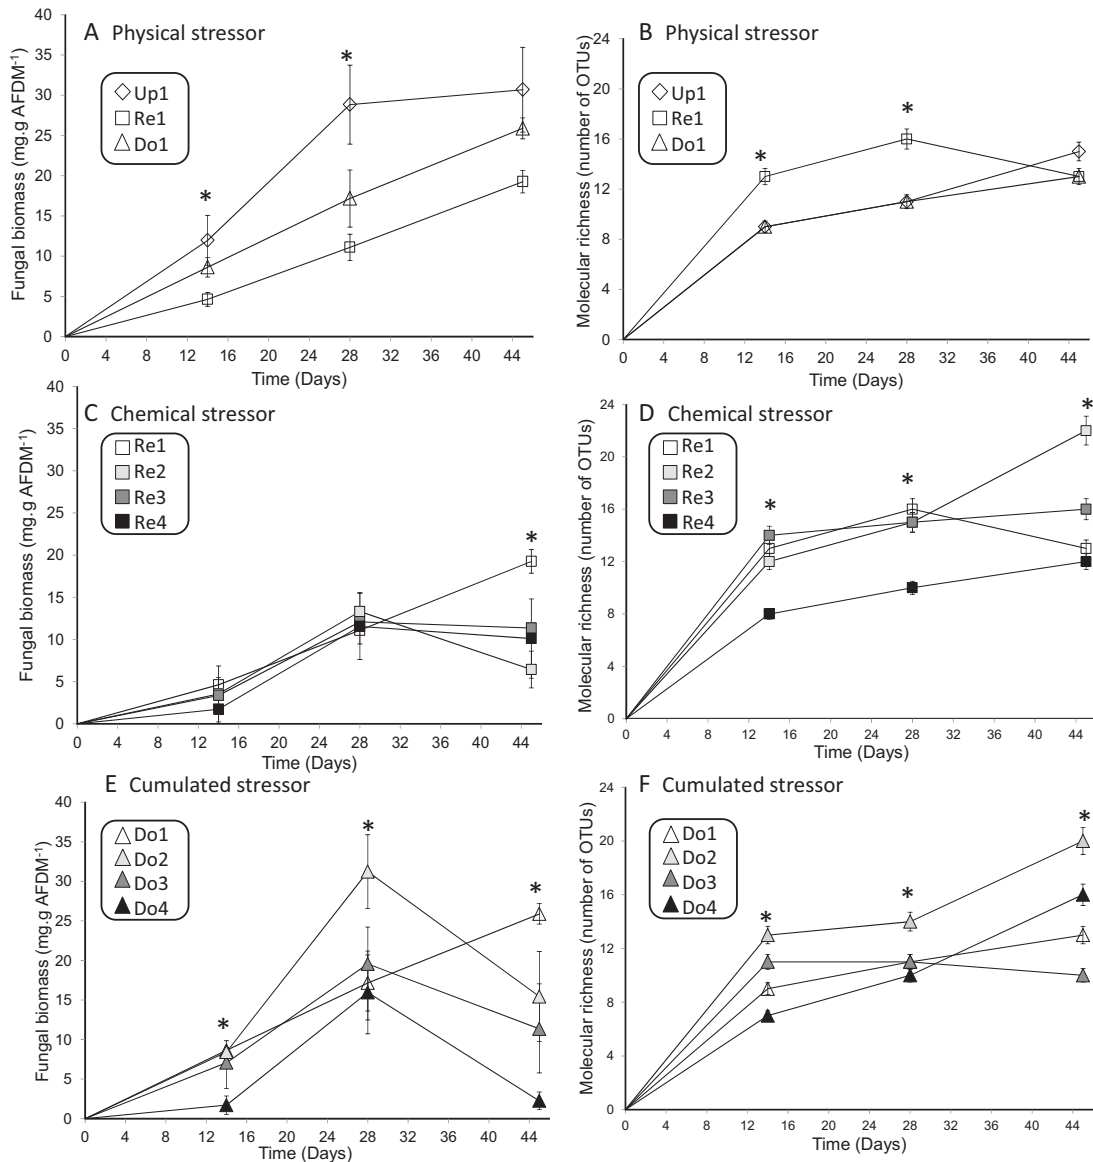 A Physical stressor
Fungal biomass (mg.g AFDM⁻¹)
40
35
30
25
20
15
10
5
0
Up1
Re1
Do1
*
*
0 4 8 12 16 20 24 28 32 36 40 44
Time (Days)
B Physical stressor
Molecular richness (number of OTUs)
24
20
16
12
8
4
0
Up1
Re1
Do1
*
*
0 4 8 12 16 20 24 28 32 36 40 44
Time (Days)
C Chemical stressor
Fungal biomass (mg.g AFDM⁻¹)
40
35
30
25
20
15
10
5
0
Re1
Re2
Re3
Re4
*
0 4 8 12 16 20 24 28 32 36 40 44
Time (Days)
D Chemical stressor
Molecular richness (number of OTUs)
24
20
16
12
8
4
0
Re1
Re2
Re3
Re4
*
*
*
0 4 8 12 16 20 24 28 32 36 40 44
Time (Days)
E Cumulated stressor
Fungal biomass (mg.g AFDM⁻¹)
40
35
30
25
20
15
10
5
0
Do1
Do2
Do3
Do4
*
*
*
0 4 8 12 16 20 24 28 32 36 40 44
Time (Days)
F Cumulated stressor
Molecular richness (number of OTUs)
24
20
16
12
8
4
0
Do1
Do2
Do3
Do4
*
*
*
0 4 8 12 16 20 24 28 32 36 40 44
Time (Days)